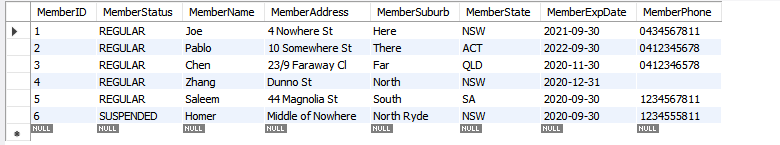 MemberID MemberStatus MemberName MemberAddress MemberSuburb MemberState MemberExpDate MemberPhone
1 REGULAR Joe 4 Nowhere St Here NSW 2021-09-30 0434567811
2 REGULAR Pablo 10 Somewhere St There ACT 2022-09-30 0412345678
3 REGULAR Chen 23/9 Faraway Cl Far QLD 2020-11-30 0412346578
4 REGULAR Zhang Dunno St North NSW 2020-12-31
5 REGULAR Saleem 44 Magnolia St South SA 2020-09-30 1234567811
6 SUSPENDED Homer Middle of Nowhere North Ryde NSW 2020-09-30 1234555811
NULL NULL NULL NULL NULL NULL NULL NULL